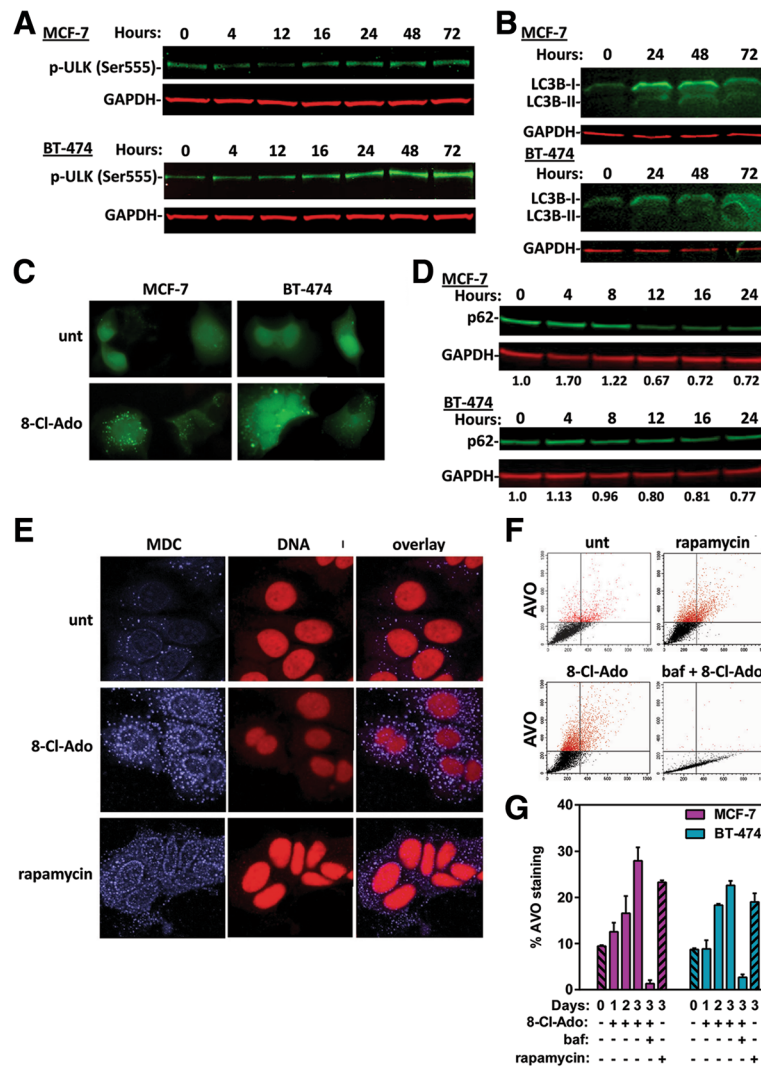 A
MCF-7 Hours: 0 4 12 16 24 48 72
p-ULK (Ser555)-
GAPDH-
BT-474 Hours: 0 4 12 16 24 48 72
p-ULK (Ser555)-
GAPDH-
B
MCF-7
Hours: 0 24 48 72
LC3B-I
LC3B-II
GAPDH-
BT-474
Hours: 0 24 48 72
LC3B-I
LC3B-II
GAPDH-
C
MCF-7 BT-474
unt
8-Cl-Ado
D
MCF-7
Hours: 0 4 8 12 16 24
p62-
GAPDH-
1.0 1.70 1.22 0.67 0.72 0.72
BT-474
Hours: 0 4 8 12 16 24
p62-
GAPDH-
1.0 1.13 0.96 0.80 0.81 0.77
E
MDC DNA overlay
unt
8-Cl-Ado
rapamycin
F
unt rapamycin
AVO
8-Cl-Ado baf + 8-Cl-Ado
AVO
G
MCF-7
BT-474
% AVO staining
40
30
20
10
0
Days: 0 1 2 3 3 3 0 1 2 3 3 3
8-Cl-Ado: - + + + + - - + + + + -
baf: - - - - + - - - - - + -
rapamycin: - - - - - + - - - - - +